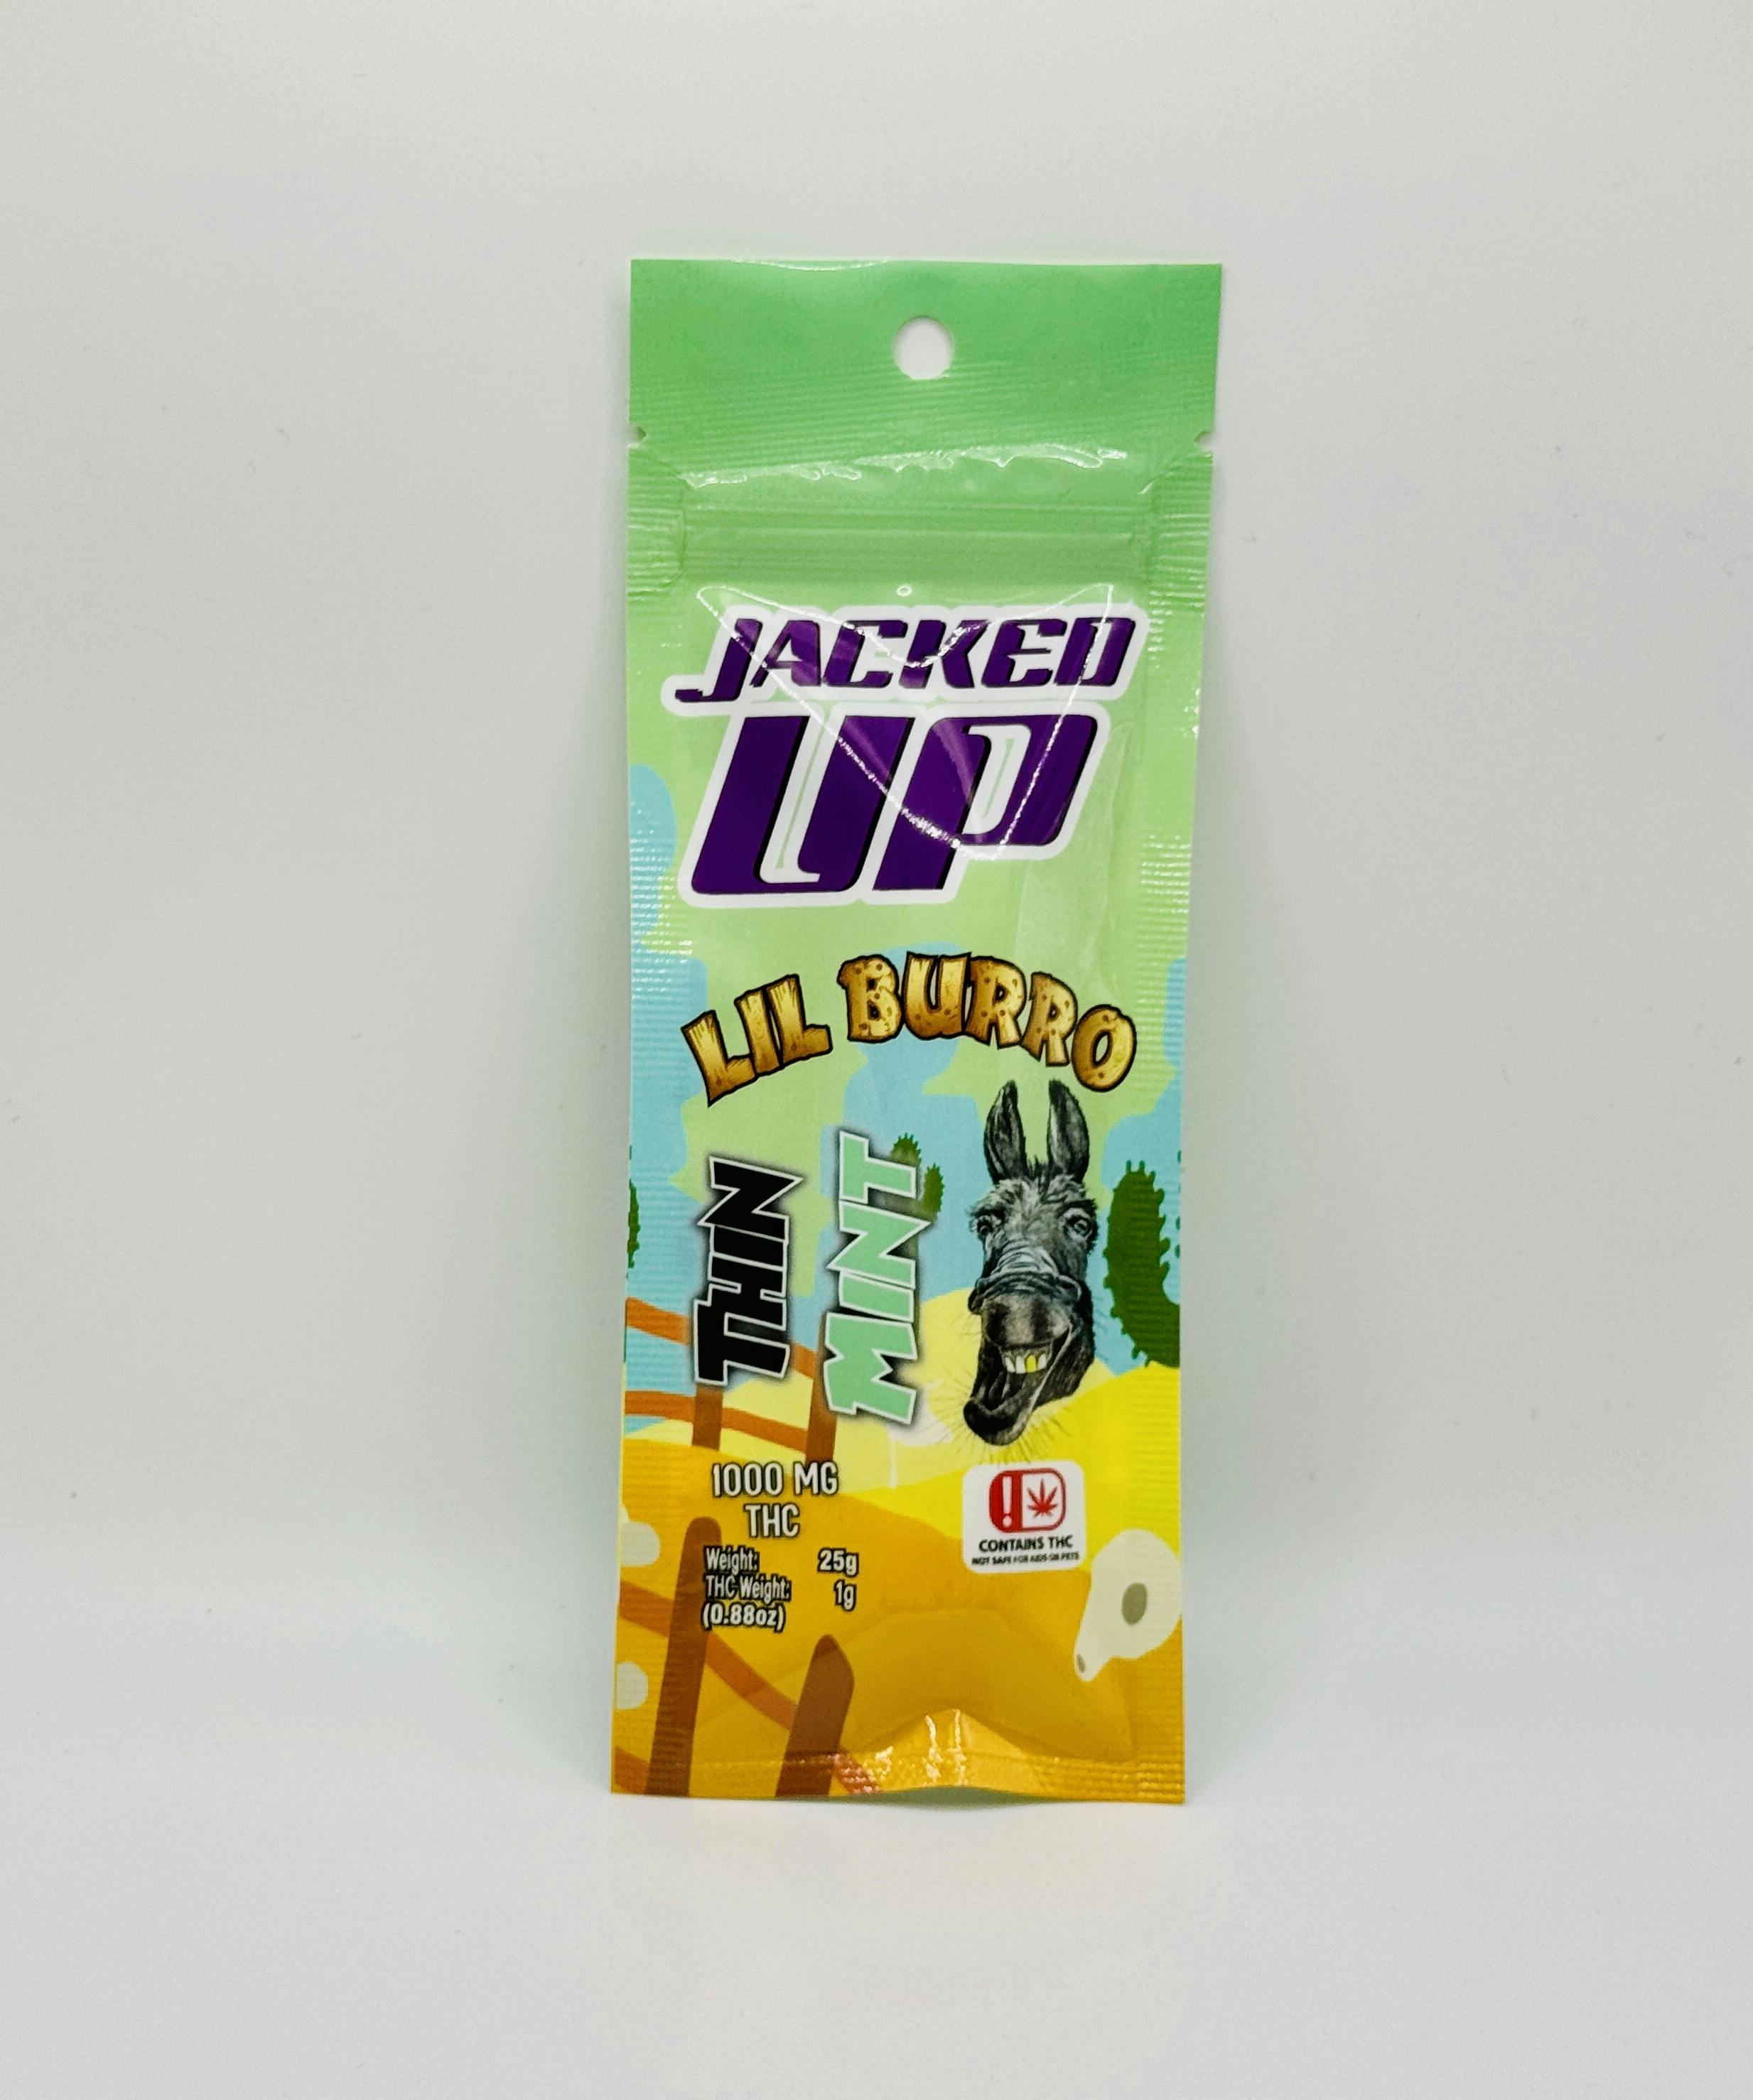 JACKED
UP
LIL BURRO
THIN
MINT
1000 MG
THC
Weight: 25g
THC Weight: 1g
(0.88oz)
!
CONTAINS THC
NOT SAFE FOR KIDS OR PETS